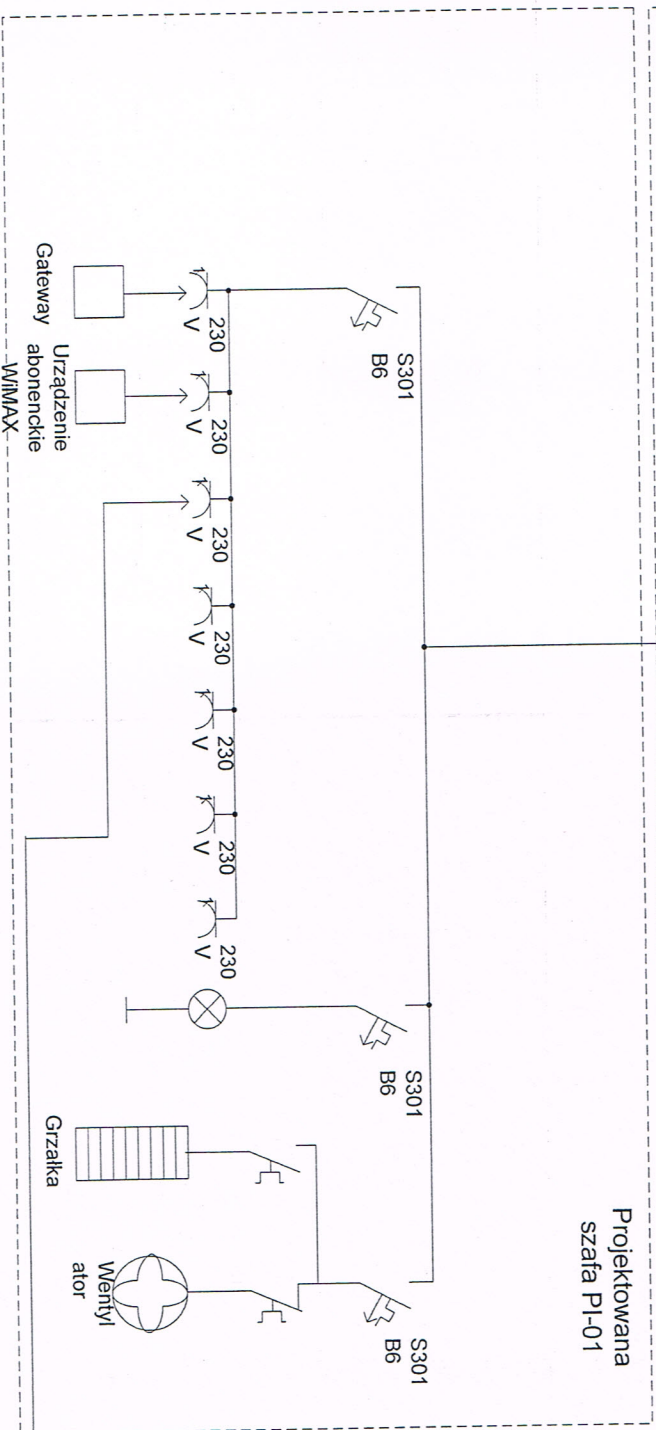 Projektowana
szafa PI-01
S301
B6
S301
B6
S301
B6
230
V
230
V
230
V
230
V
230
V
230
V
230
V
Gateway
Urządzenie
abonenckie
WiMAX
Grzałka
Wentyl
ator